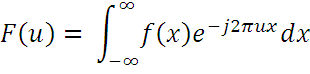 F(u) = ∫_{-∞}^{∞} f(x)e^{-j2πux}dx